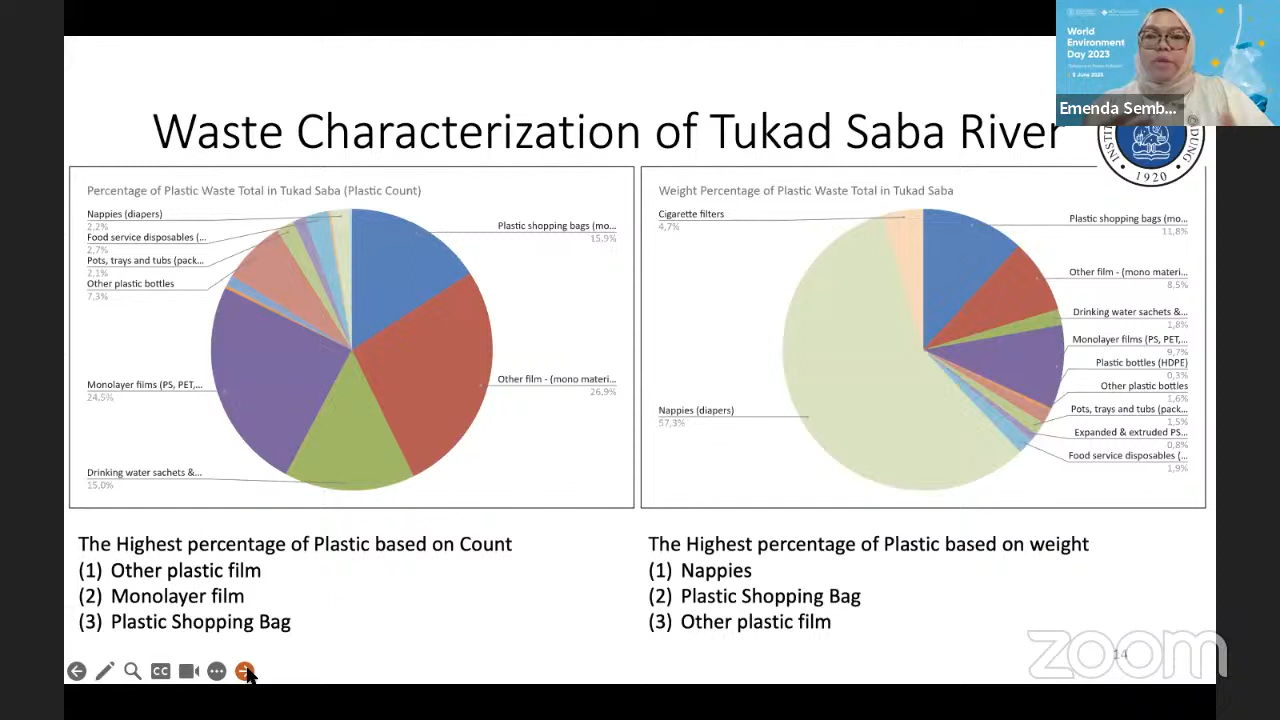 World
Environment
Day 2023
5 June 2023
Emenda Semb...
Waste Characterization of Tukad Saba River
1920
Percentage of Plastic Waste Total in Tukad Saba (Plastic Count)
Nappies (diapers)
2,2%
Food service disposables (...
2,7%
Pots, trays and tubs (pack...
2,1%
Other plastic bottles
7,3%
Monolayer films (PS, PET,...
24,5%
Drinking water sachets &...
15,0%
Plastic shopping bags (mo...
15,9%
Other film - (mono materi...
26,9%
Weight Percentage of Plastic Waste Total in Tukad Saba
Cigarette filters
4,7%
Nappies (diapers)
57,3%
Plastic shopping bags (mo...
11,8%
Other film - (mono materi...
8,5%
Drinking water sachets &...
1,8%
Monolayer films (PS, PET,...
9,7%
Plastic bottles (HDPE)
0,3%
Other plastic bottles
1,6%
Pots, trays and tubs (pack...
1,5%
Expanded & extruded PS...
0,8%
Food service disposables (...
1,9%
The Highest percentage of Plastic based on Count
(1) Other plastic film
(2) Monolayer film
(3) Plastic Shopping Bag
The Highest percentage of Plastic based on weight
(1) Nappies
(2) Plastic Shopping Bag
(3) Other plastic film
CC
zoom
14